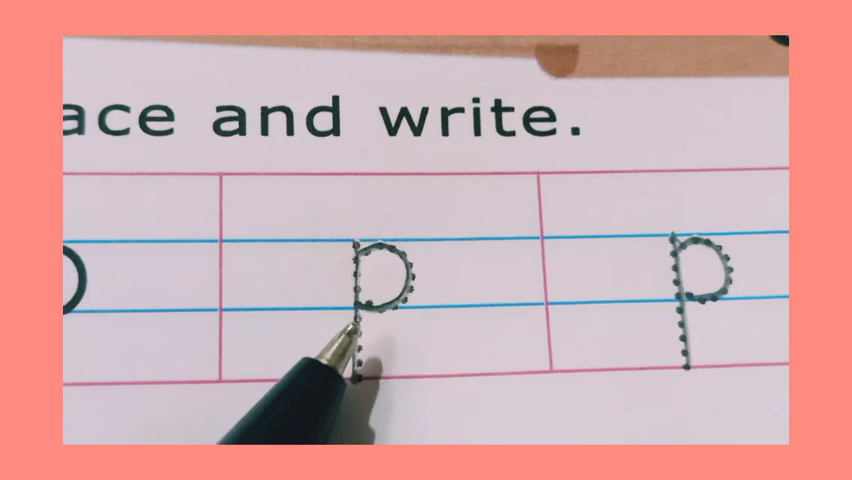 ace and write.
p p